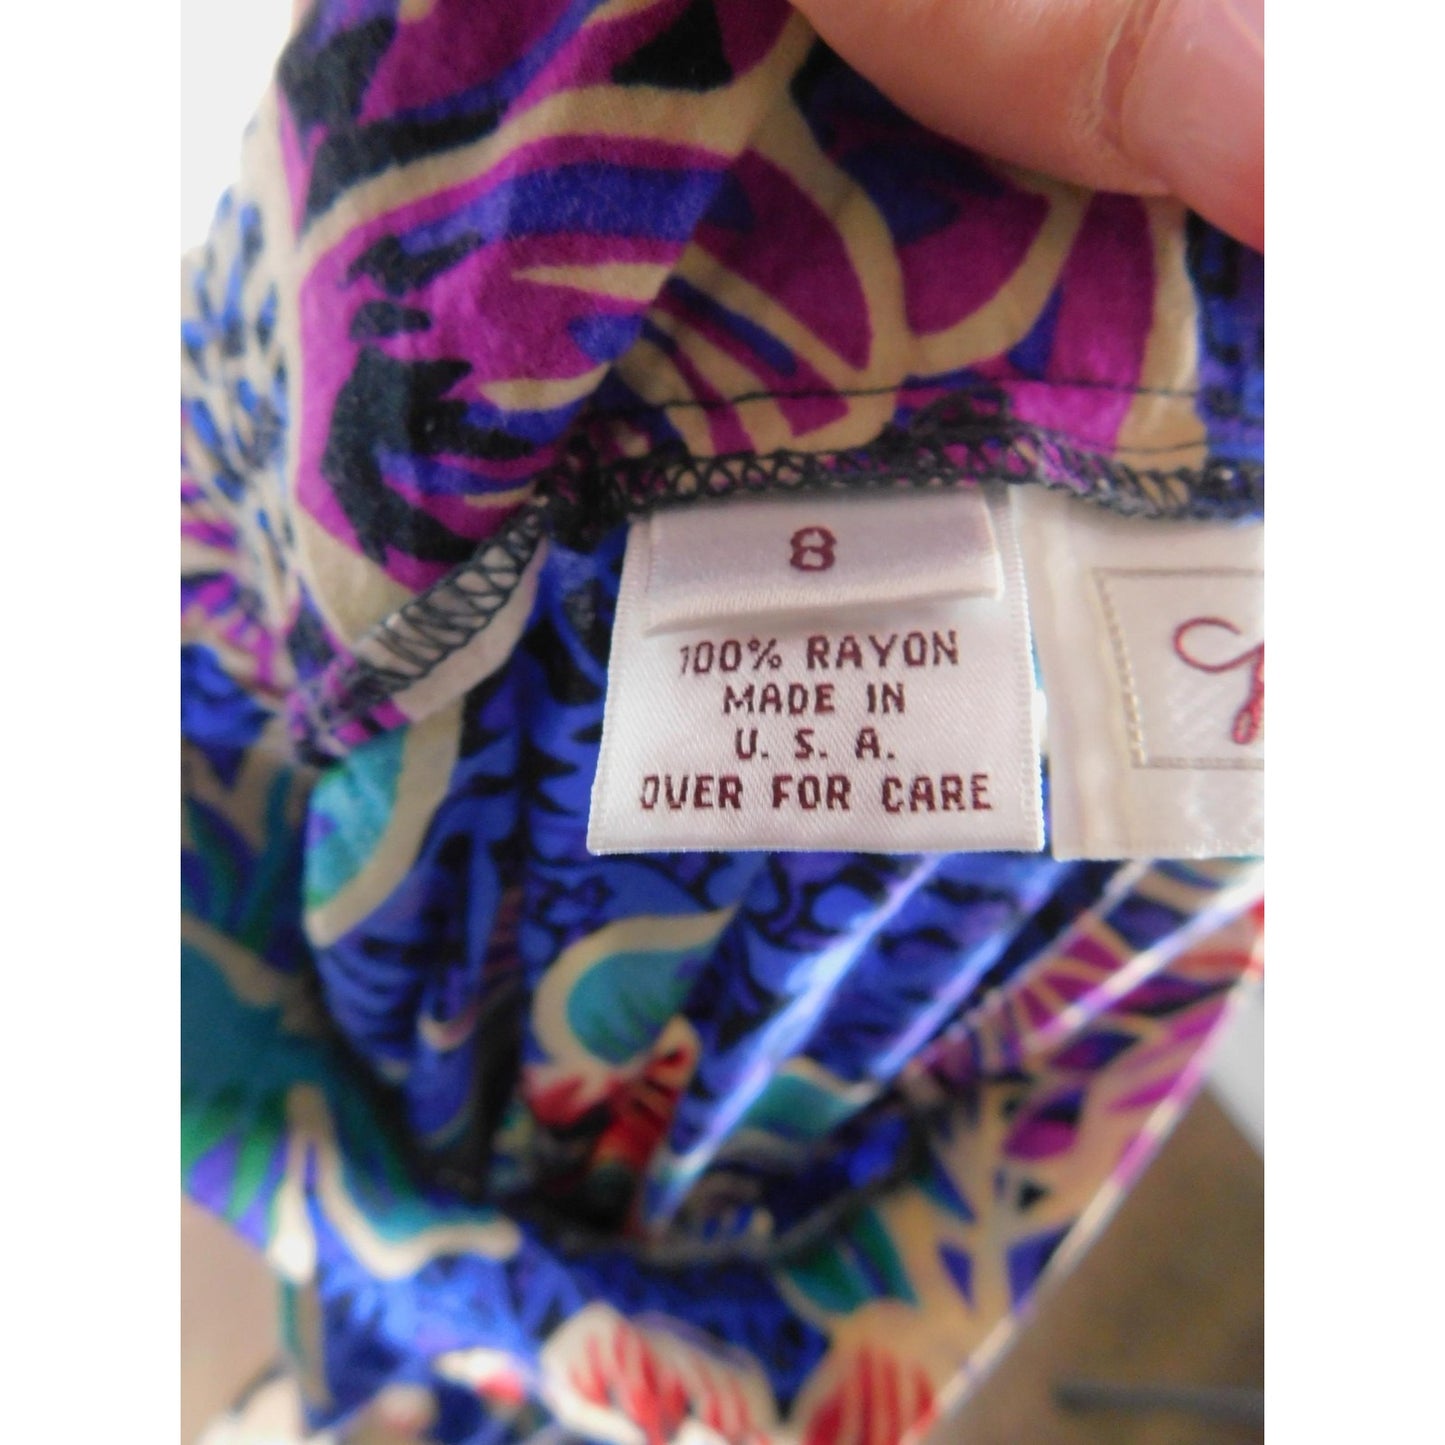 8
100% RAYON
MADE IN
U. S. A.
OVER FOR CARE